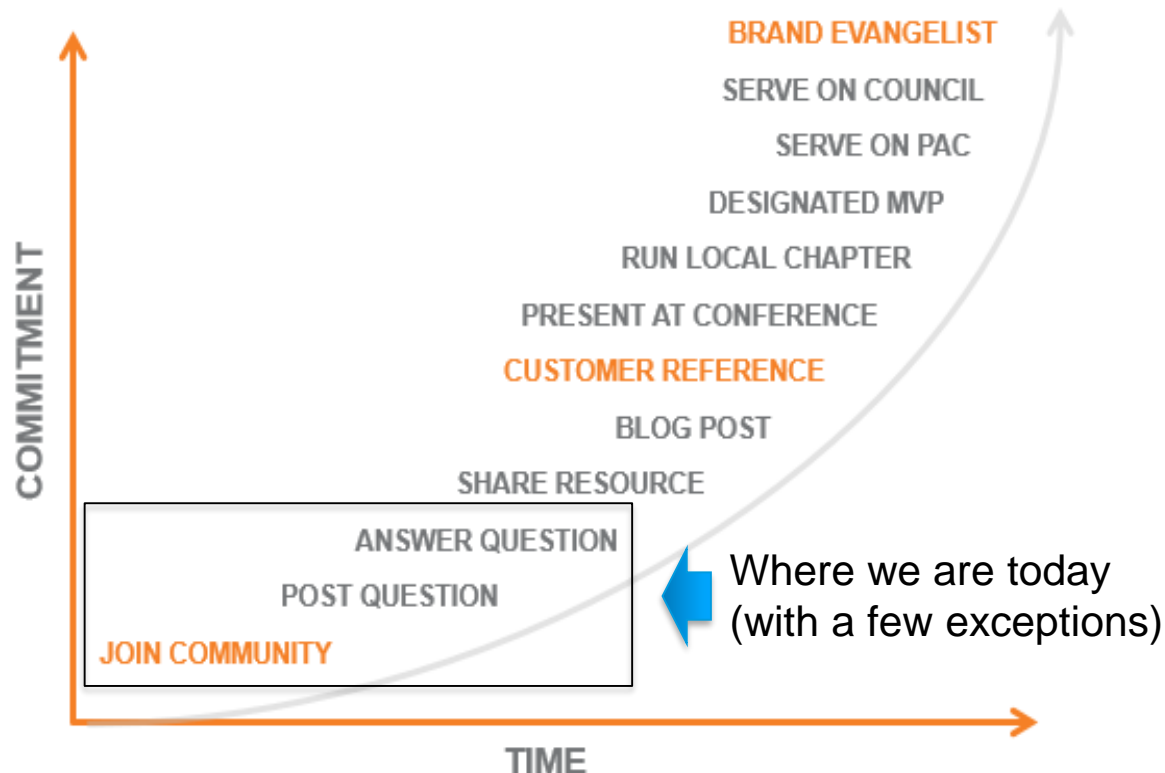 BRAND EVANGELIST
SERVE ON COUNCIL
SERVE ON PAC
DESIGNATED MVP
RUN LOCAL CHAPTER
PRESENT AT CONFERENCE
CUSTOMER REFERENCE
BLOG POST
SHARE RESOURCE
ANSWER QUESTION
POST QUESTION
JOIN COMMUNITY
COMMITMENT
Where we are today
(with a few exceptions)
TIME